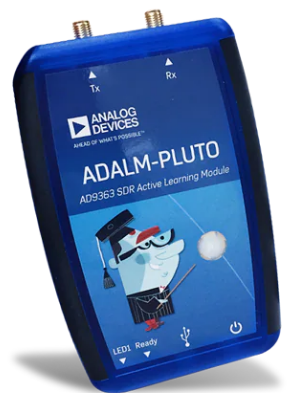 Tx
Rx
ANALOG
DEVICES
AHEAD OF WHAT'S POSSIBLE™
ADALM-PLUTO
AD9363 SDR Active Learning Module
LED1 Ready